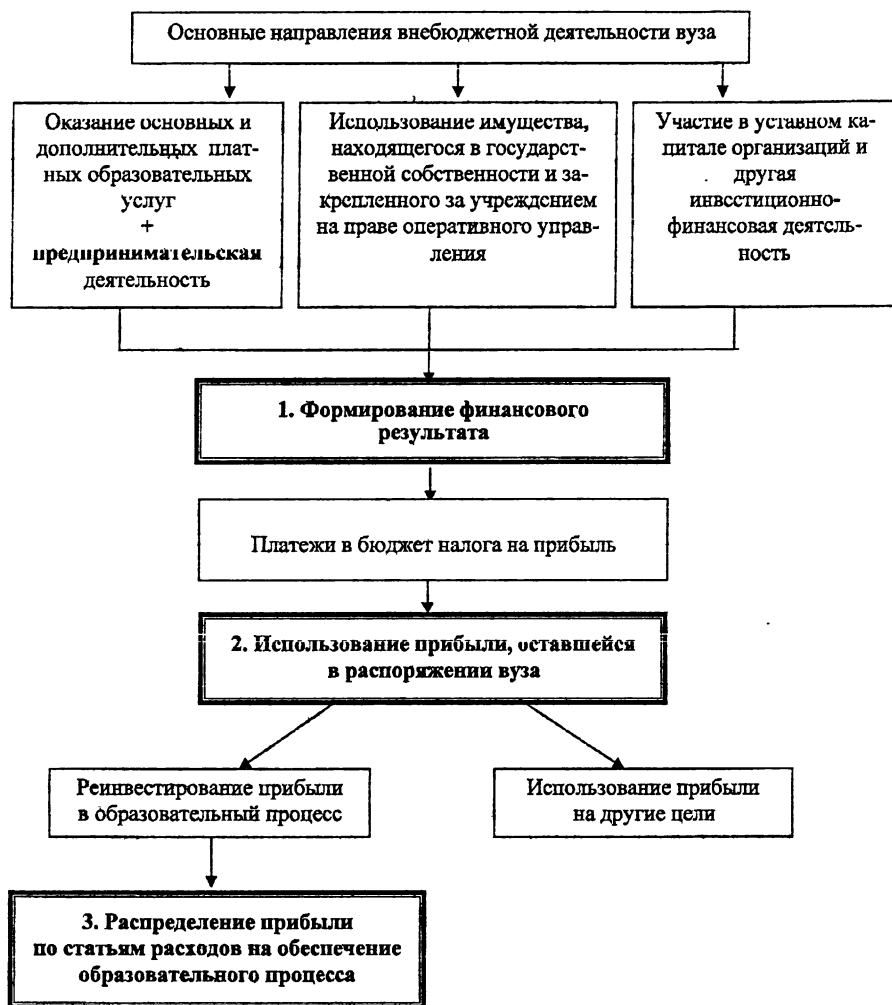 Основные направления внебюджетной деятельности вуза
Оказание основных и
дополнительных плат-
ных образовательных
услуг
+
предпринимательская
деятельность
Использование имущества,
находящегося в государст-
венной собственности и за-
крепленного за учреждением
на праве оперативного управ-
ления
Участие в уставном ка-
питале организаций и
другая
инвестиционно-
финансовая деятель-
ность
1. Формирование финансового
результата
Платежи в бюджет налога на прибыль
2. Использование прибыли, оставшейся
в распоряжении вуза
Реинвестирование прибыли
в образовательный процесс
Использование прибыли
на другие цели
3. Распределение прибыли
по статьям расходов на обеспечение
образовательного процесса